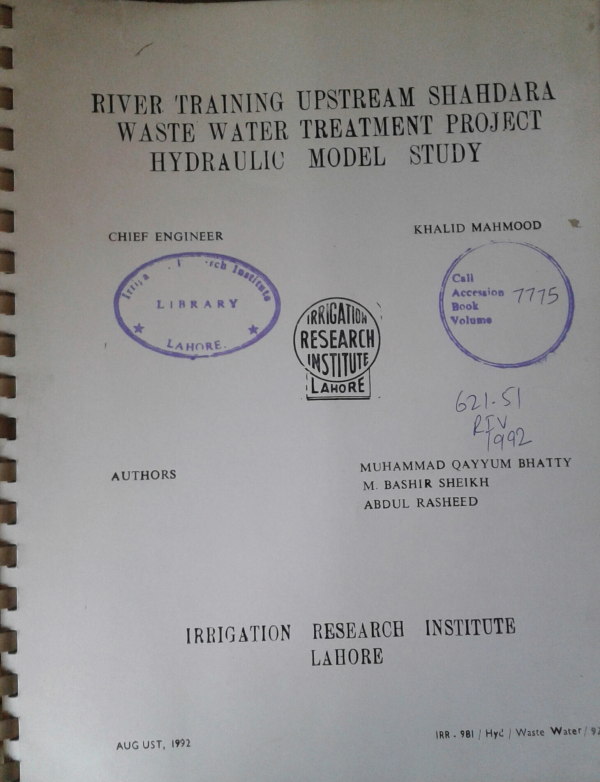 RIVER TRAINING UPSTREAM SHAHDARA
WASTE WATER TREATMENT PROJECT
HYDRAULIC MODEL STUDY
CHIEF ENGINEER
KHALID MAHMOOD
Institute
LIBRARY
LAHORE.
IRRIGATION
RESEARCH
INSTITUTE
LAHORE
Call
Accession 7775
Book
Volume
621.51
RIV
1992
AUTHORS
MUHAMMAD QAYYUM BHATTY
M. BASHIR SHEIKH
ABDUL RASHEED
IRRIGATION RESEARCH INSTITUTE
LAHORE
AUGUST, 1992
IRR - 981 / Hyd / Waste Water / 92